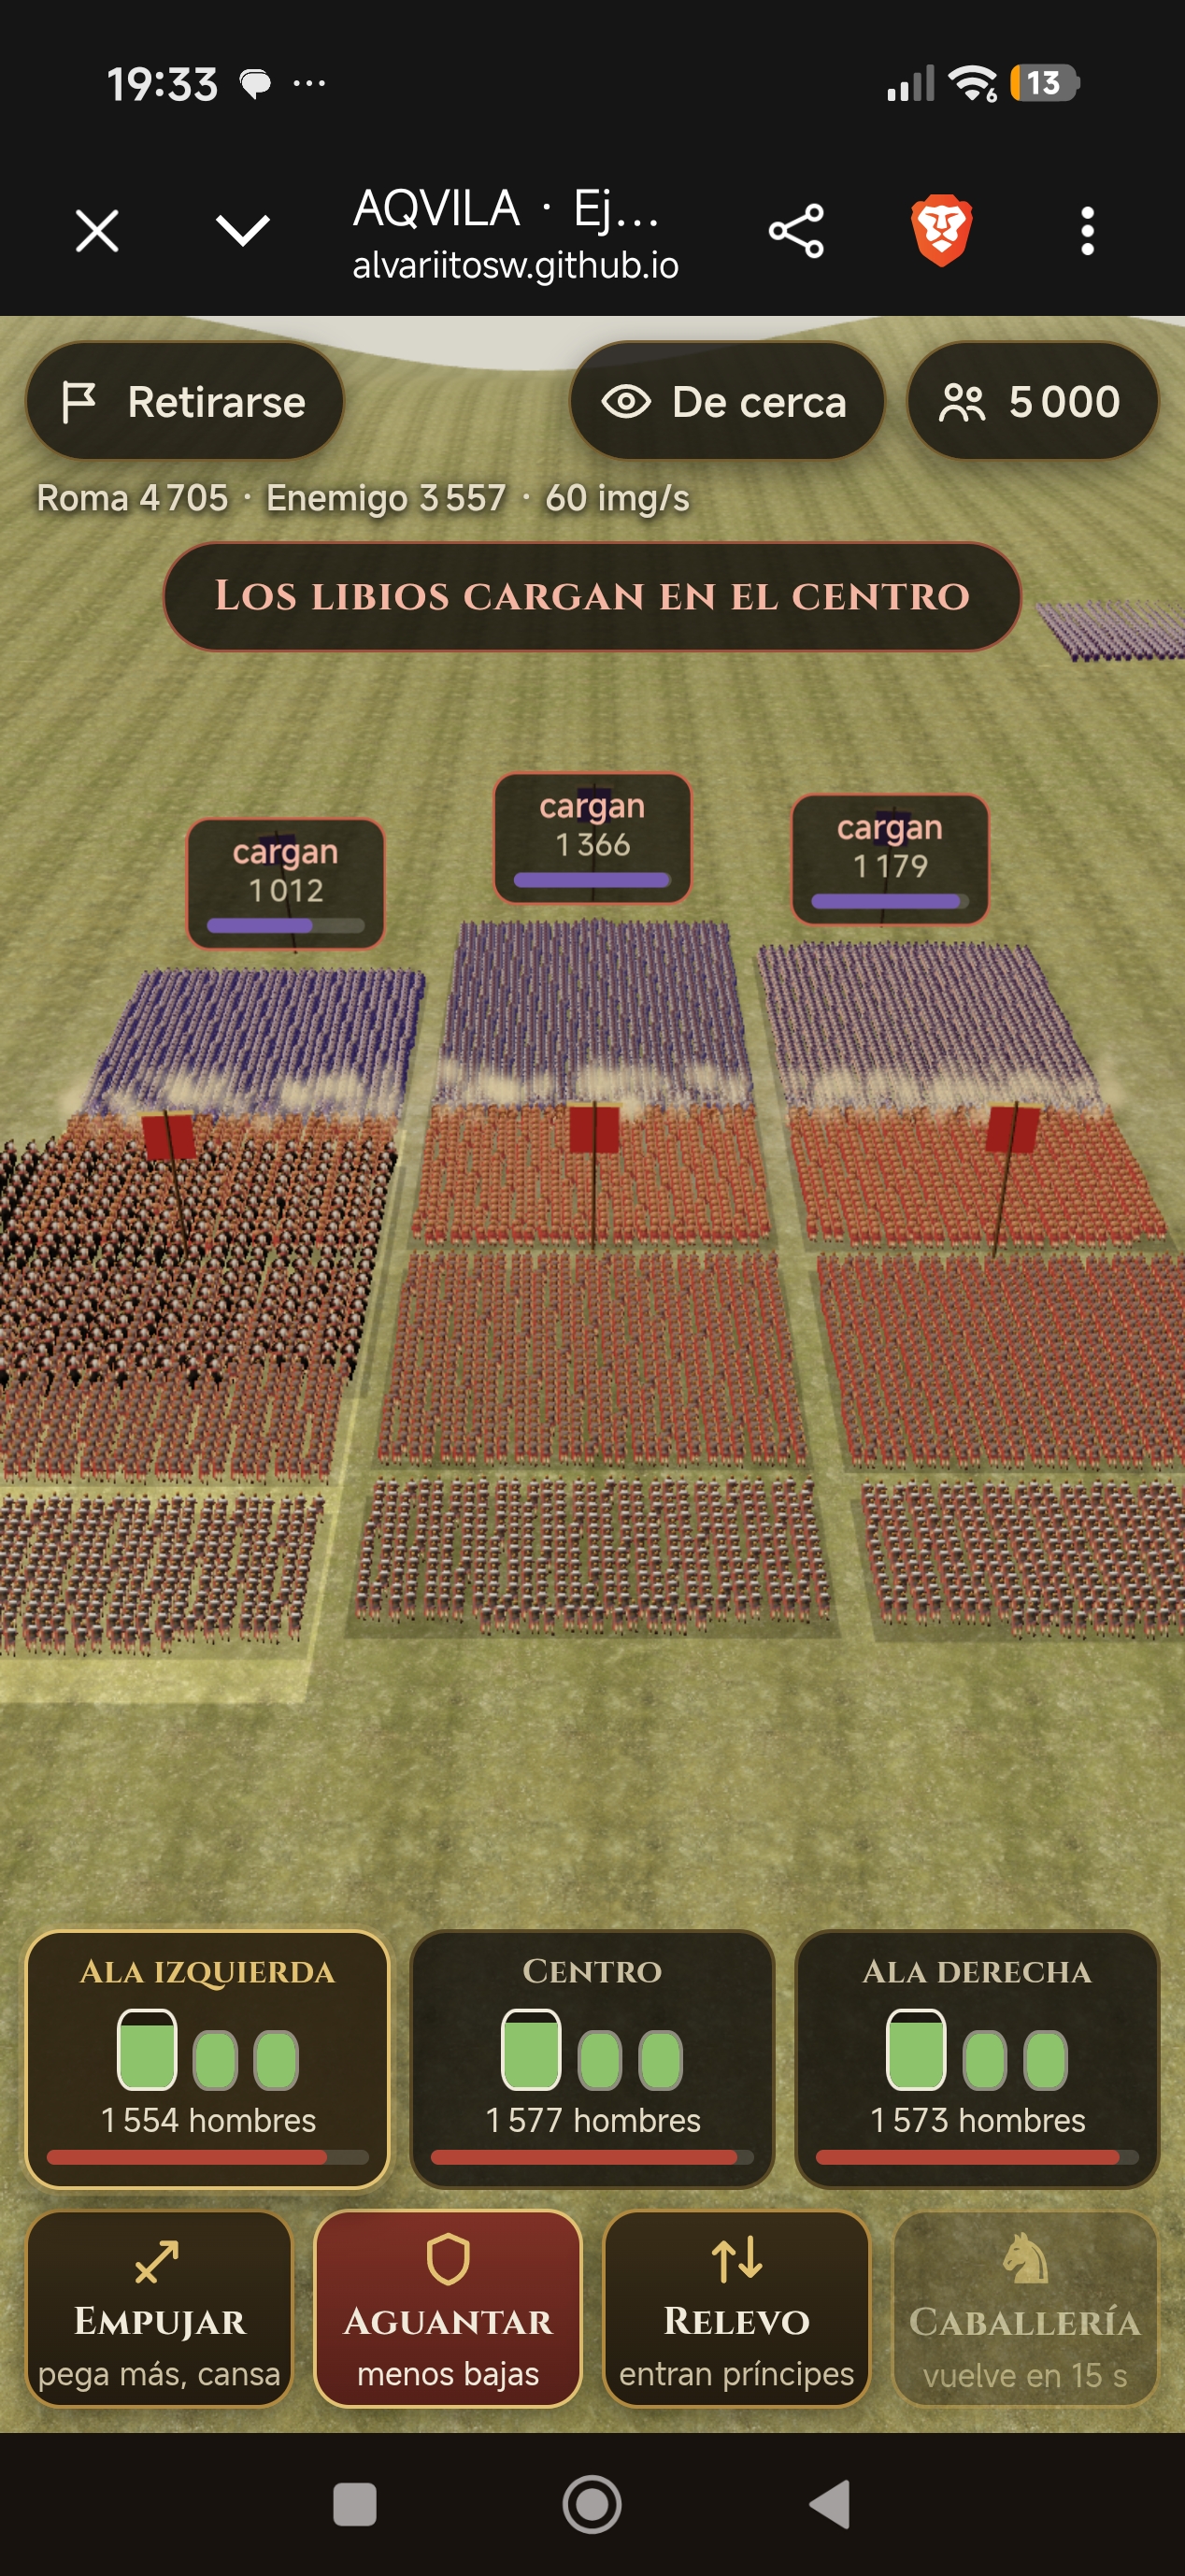 19:33 ...
6 13
AQVILA · Ej...
alvariitosw.github.io
Retirarse
De cerca
5 000
Roma 4 705 · Enemigo 3 557 · 60 img/s
Los libios cargan en el centro
cargan
1 012
cargan
1 366
cargan
1 179
Ala izquierda
1 554 hombres
Centro
1 577 hombres
Ala derecha
1 573 hombres
Empujar
pega más, cansa
Aguantar
menos bajas
Relevo
entran príncipes
Caballería
vuelve en 15 s